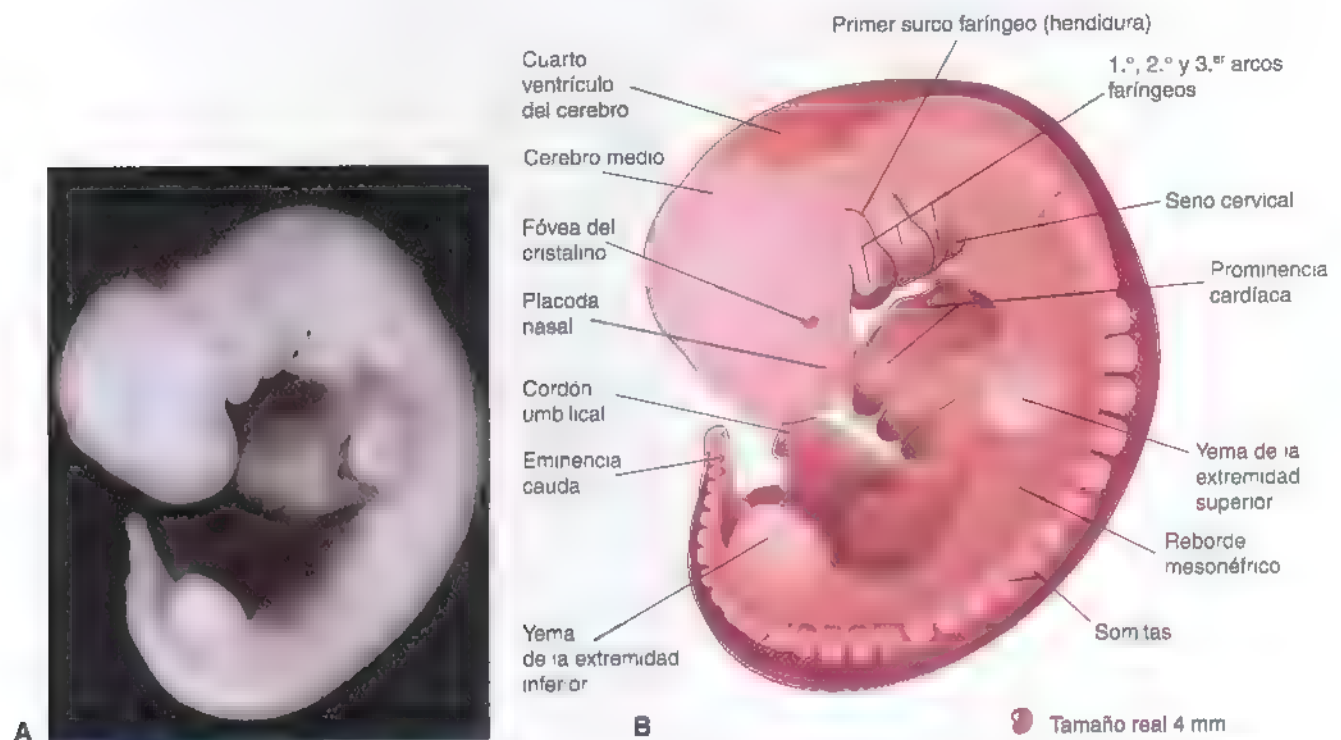 Primer surco faríngeo (hendidura)
1.º, 2.º y 3.er arcos
faríngeos
Cuarto
ventrículo
del cerebro
Cerebro medio
Seno cervical
Fóvea del
cristalino
Prominencia
cardíaca
Placoda
nasal
Cordón
umb lical
Eminencia
cauda
Yema de la
extremidad
superior
Reborde
mesonéfrico
Som tas
Yema
de la extremidad
inferior
A
B
Tamaño real 4 mm